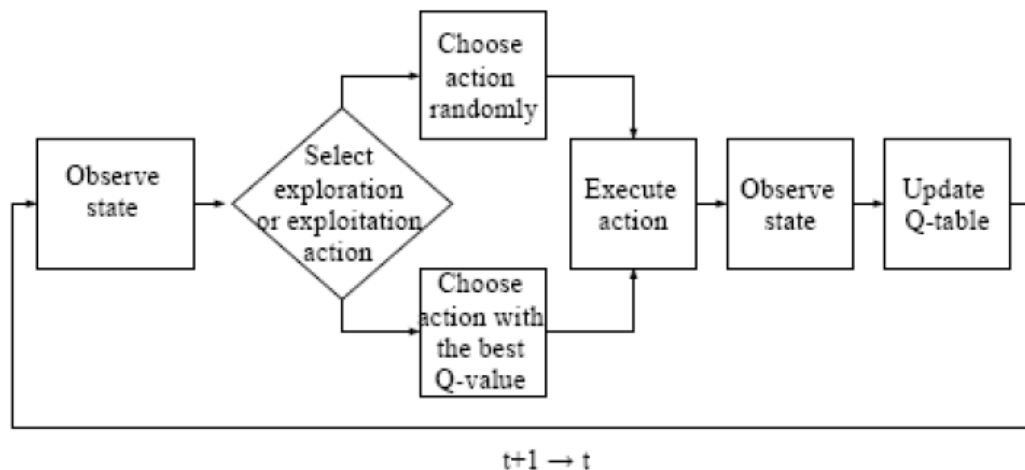 Observe
state
Select
exploration
or exploitation
action
Choose
action
randomly
Choose
action with
the best
Q-value
Execute
action
Observe
state
Update
Q-table
t+1 → t